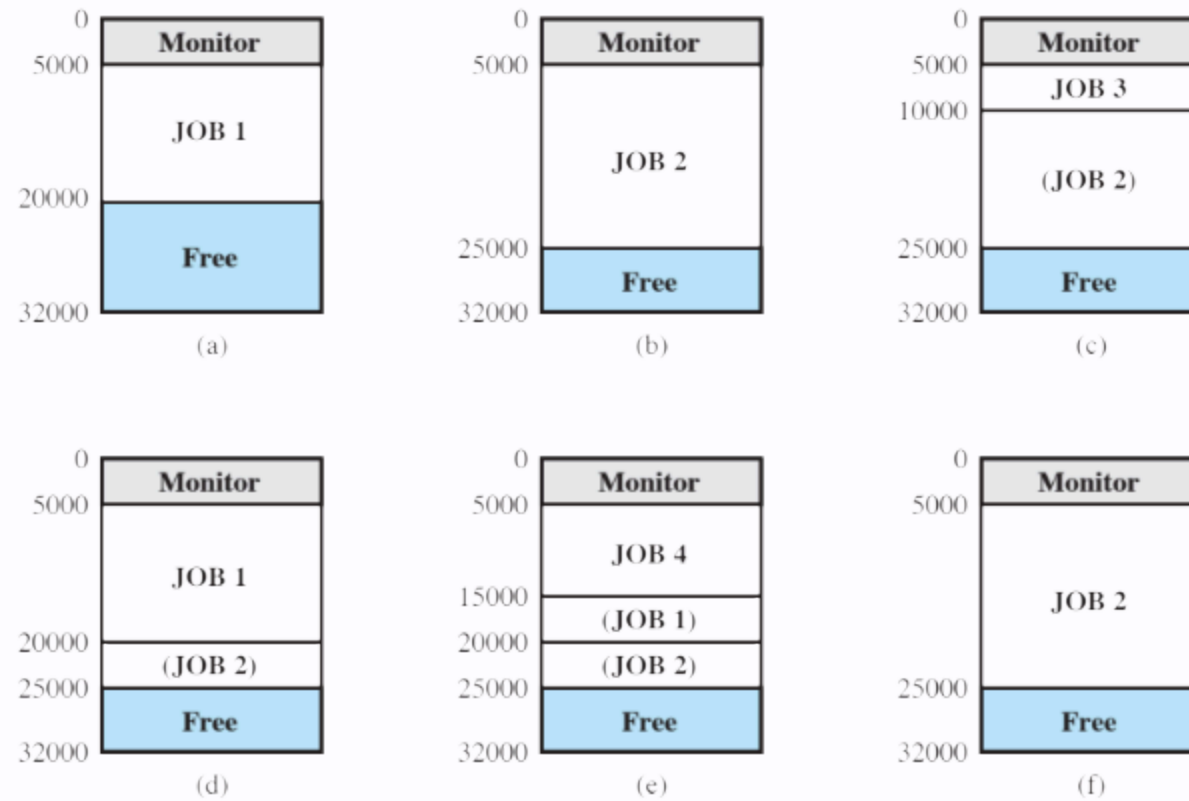 0
Monitor
5000
JOB 1
20000
Free
32000
(a)
0
Monitor
5000
JOB 2
25000
Free
32000
(b)
0
Monitor
5000
JOB 3
10000
(JOB 2)
25000
Free
32000
(c)
0
Monitor
5000
JOB 1
20000
(JOB 2)
25000
Free
32000
(d)
0
Monitor
5000
JOB 4
15000
(JOB 1)
20000
(JOB 2)
25000
Free
32000
(e)
0
Monitor
5000
JOB 2
25000
Free
32000
(f)